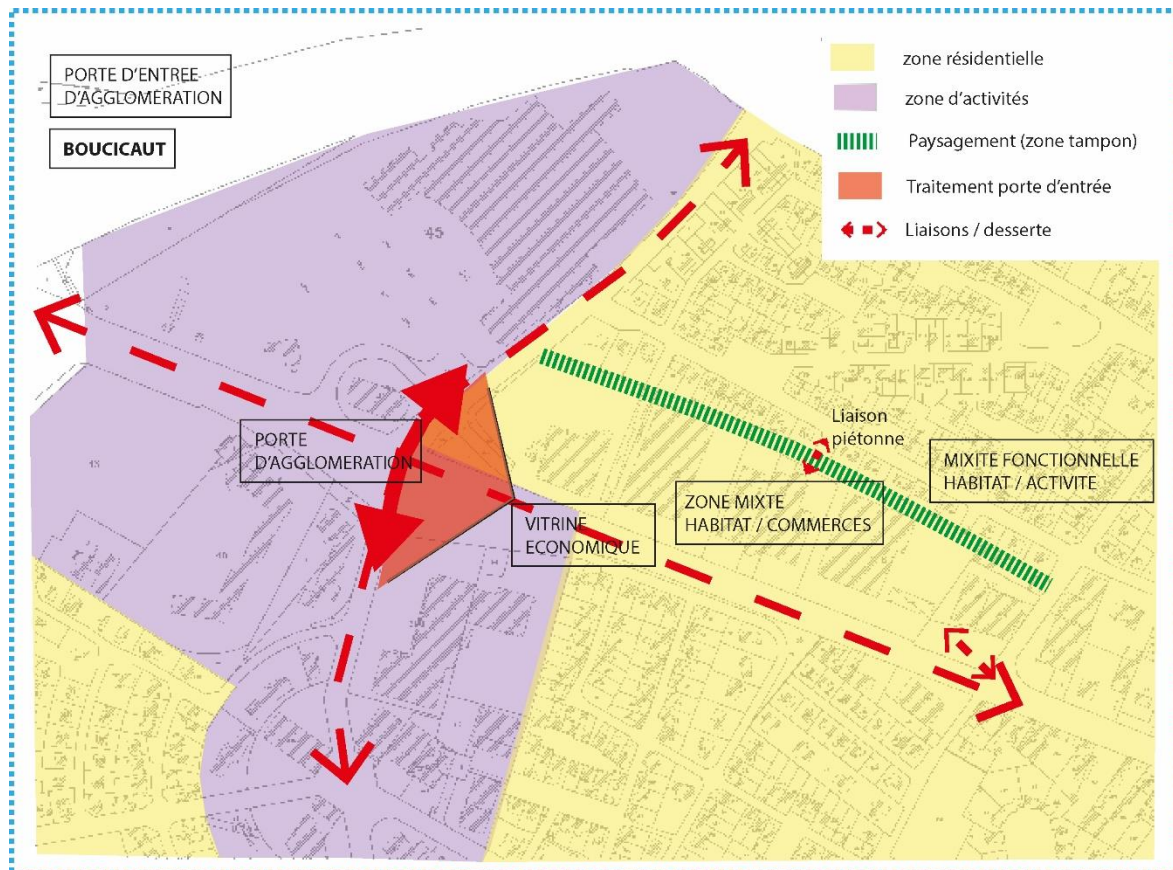 PORTE D'ENTREE
D'AGGLOMERATION
BOUCICAUT
zone résidentielle
zone d'activités
Paysagement (zone tampon)
Traitement porte d'entrée
Liaisons / desserte
45
PORTE
D'AGGLOMERATION
Liaison
piétonne
MIXITE FONCTIONNELLE
HABITAT / ACTIVITE
ZONE MIXTE
HABITAT / COMMERCES
VITRINE
ECONOMIQUE